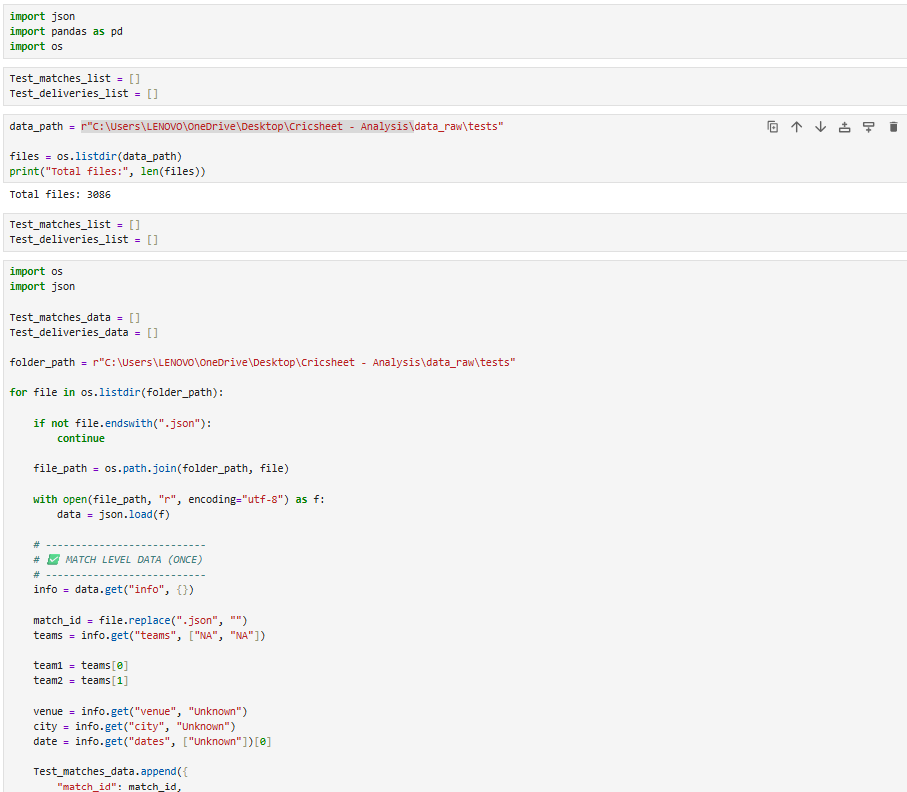 import json
import pandas as pd
import os
Test_matches_list = []
Test_deliveries_list = []
data_path = r"C:\Users\LENOVO\OneDrive\Desktop\Cricsheet - Analysis\data_raw\tests"
files = os.listdir(data_path)
print("Total files:", len(files))
Total files: 3086
Test_matches_list = []
Test_deliveries_list = []
import os
import json
Test_matches_data = []
Test_deliveries_data = []
folder_path = r"C:\Users\LENOVO\OneDrive\Desktop\Cricsheet - Analysis\data_raw\tests"
for file in os.listdir(folder_path):
    if not file.endswith(".json"):
        continue
    file_path = os.path.join(folder_path, file)
    with open(file_path, "r", encoding="utf-8") as f:
        data = json.load(f)
    # ---------------------------
    # ✅ MATCH LEVEL DATA (ONCE)
    # ---------------------------
    info = data.get("info", {})
    match_id = file.replace(".json", "")
    teams = info.get("teams", ["NA", "NA"])
    team1 = teams[0]
    team2 = teams[1]
    venue = info.get("venue", "Unknown")
    city = info.get("city", "Unknown")
    date = info.get("dates", ["Unknown"])[0]
    Test_matches_data.append({
        "match_id": match_id,